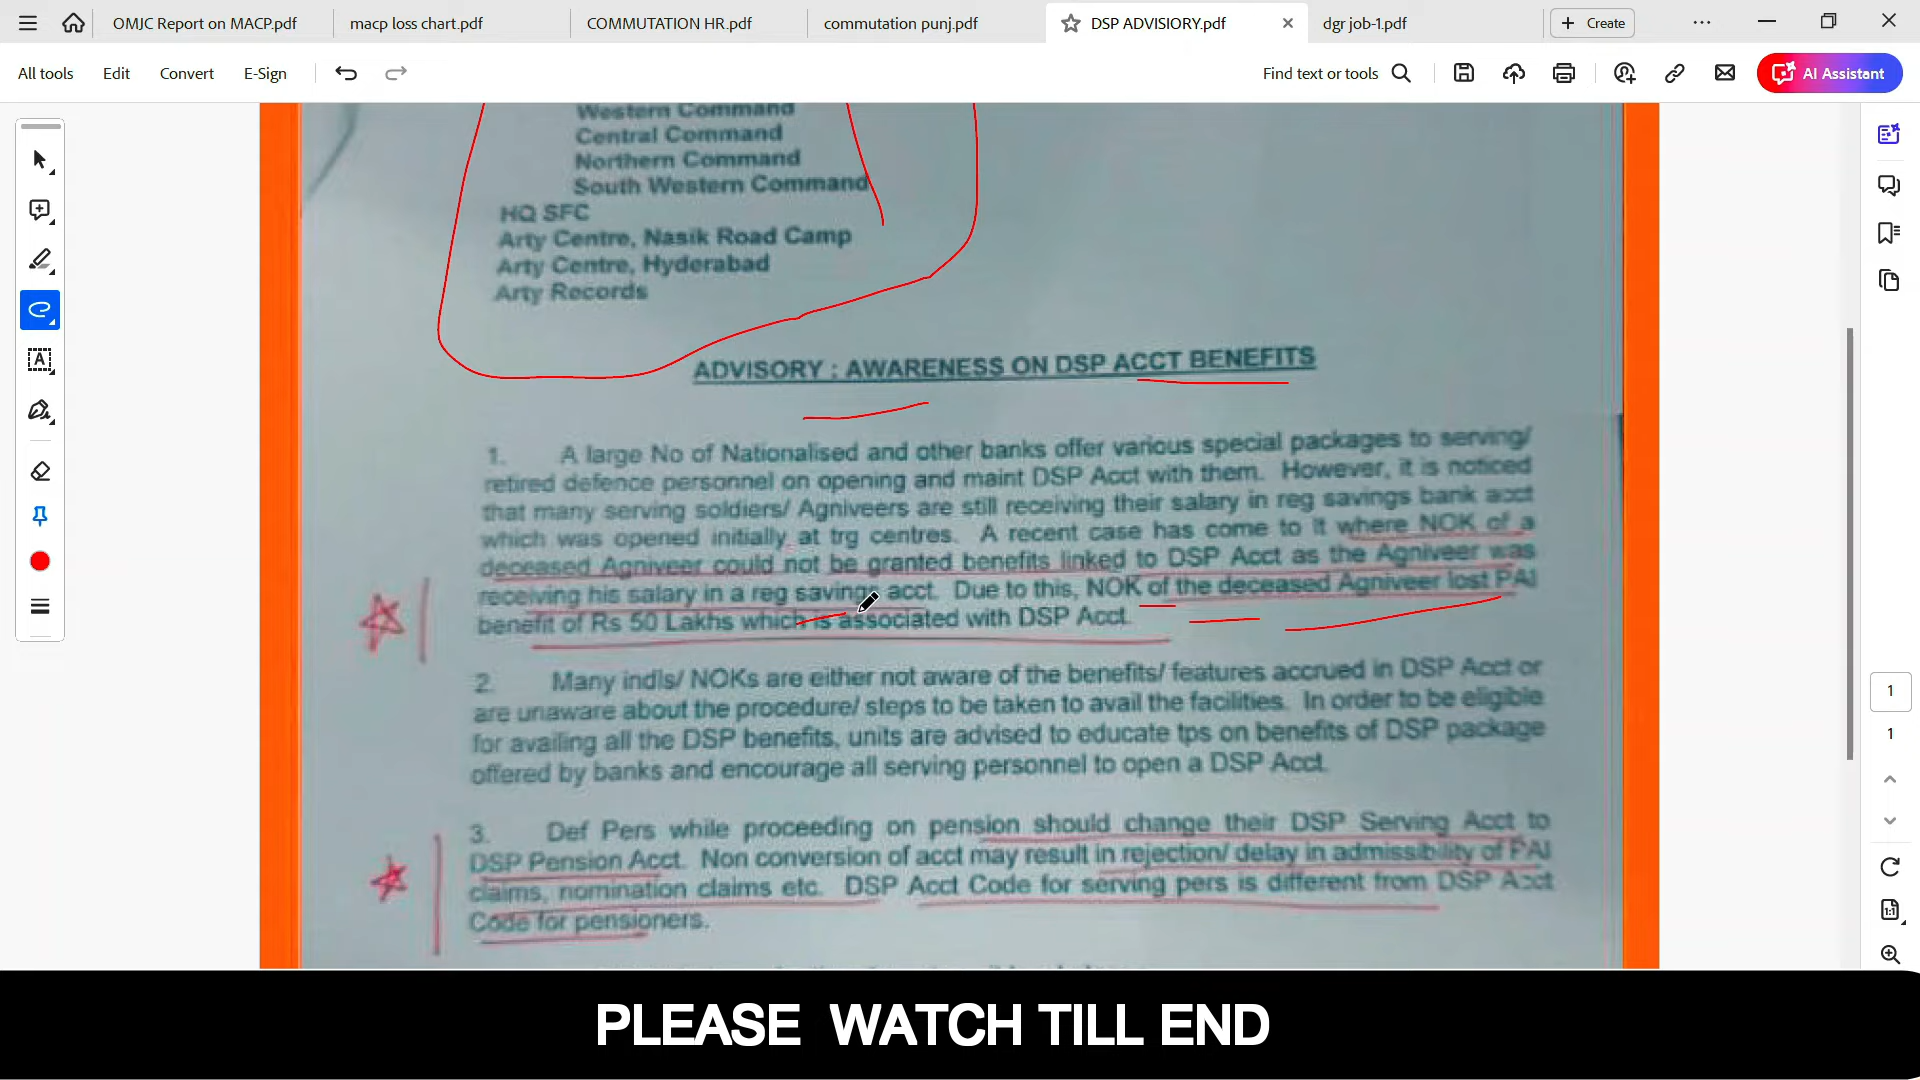 OMJC Report on MACP.pdf
macp loss chart.pdf
COMMUTATION HR.pdf
commutation punj.pdf
DSP ADVISIORY.pdf
dgr job-1.pdf
Create
All tools
Edit
Convert
E-Sign
Find text or tools
AI Assistant
Western Command
Central Command
Northern Command
South Western Command
HQ SFC
Arty Centre, Nasik Road Camp
Arty Centre, Hyderabad
Arty Records
ADVISORY : AWARENESS ON DSP ACCT BENEFITS
1. A large No of Nationalised and other banks offer various special packages to serving/
retired defence personnel on opening and maint DSP Acct with them. However, it is noticed
that many serving soldiers/ Agniveers are still receiving their salary in reg savings bank acct
which was opened initially at trg centres. A recent case has come to lt where NOK of a
deceased Agniveer could not be granted benefits linked to DSP Acct as the Agniveer was
receiving his salary in a reg savings acct. Due to this, NOK of the deceased Agniveer lost PAI
benefit of Rs 50 Lakhs which is associated with DSP Acct.
2. Many indls/ NOKs are either not aware of the benefits/ features accrued in DSP Acct or
are unaware about the procedure/ steps to be taken to avail the facilities. In order to be eligible
for availing all the DSP benefits, units are advised to educate tps on benefits of DSP package
offered by banks and encourage all serving personnel to open a DSP Acct.
3. Def Pers while proceeding on pension should change their DSP Serving Acct to
DSP Pension Acct. Non conversion of acct may result in rejection/ delay in admissibility of PAI
claims, nomination claims etc. DSP Acct Code for serving pers is different from DSP Acct
Code for pensioners.
1
1
PLEASE WATCH TILL END